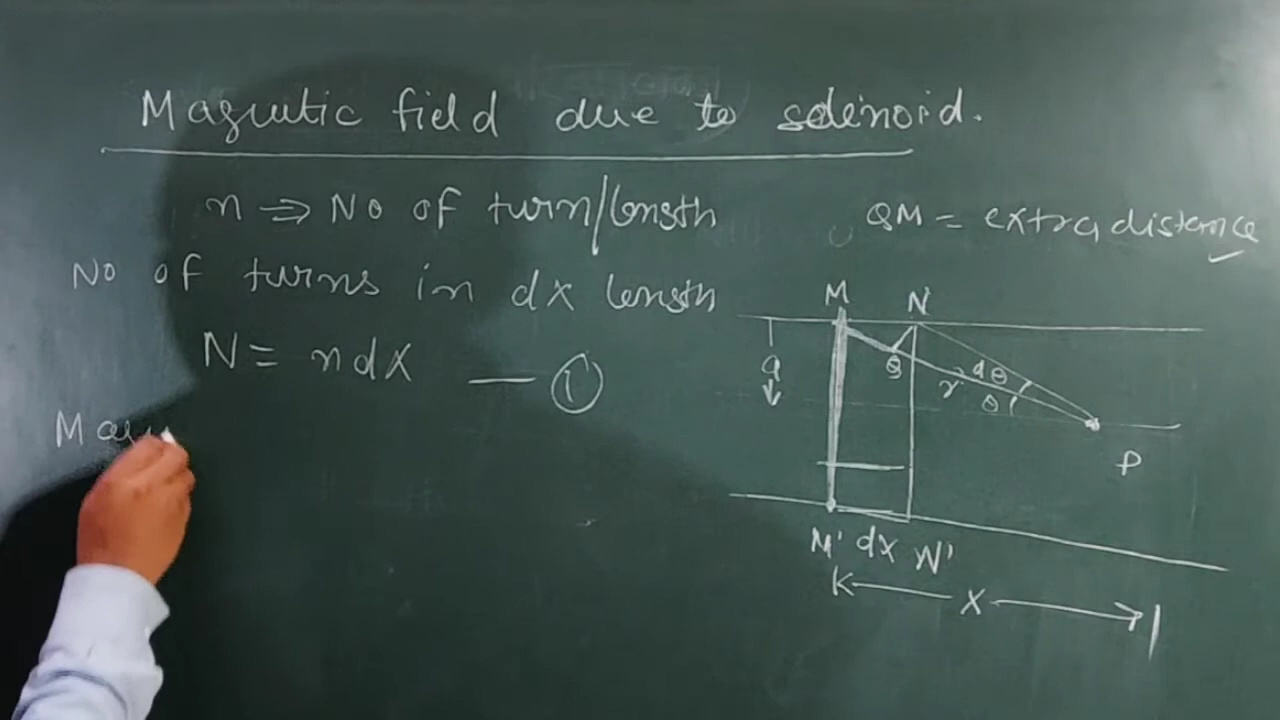 Magnetic field due to solenoid.
n ⇒ No of turn/length
No of turns in dx length
N = ndx — ①
QM = extra distance
M N
a
Q r dθ
θ
P
M' dx N'
x